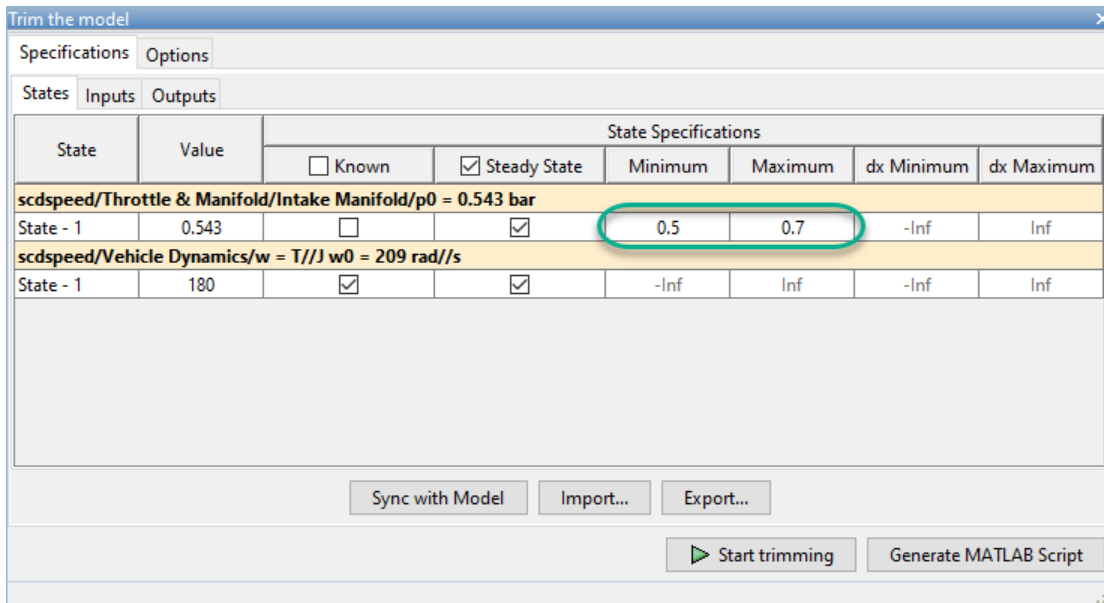 Trim the model
Specifications Options
States Inputs Outputs
State Value State Specifications
Known Steady State Minimum Maximum dx Minimum dx Maximum
scdspeed/Throttle & Manifold/Intake Manifold/p0 = 0.543 bar
State - 1 0.543 0.5 0.7 -Inf Inf
scdspeed/Vehicle Dynamics/w = T//J w0 = 209 rad//s
State - 1 180 -Inf Inf -Inf Inf
Sync with Model Import... Export...
Start trimming Generate MATLAB Script